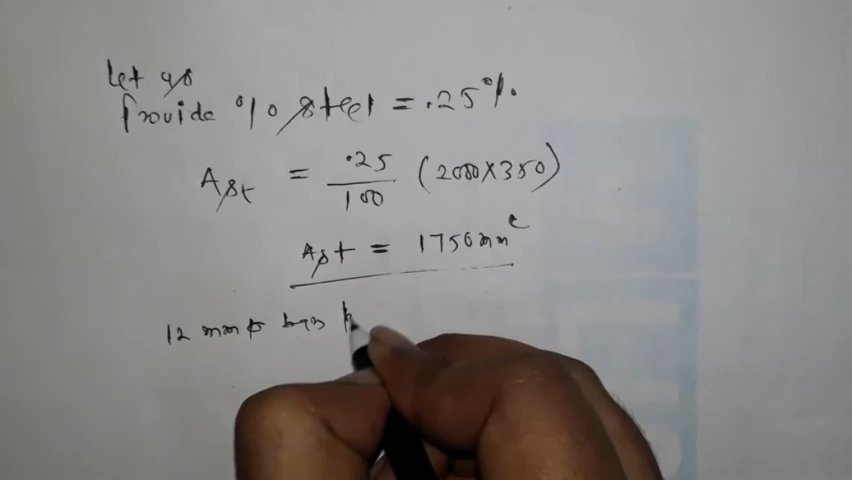 Let us
Provide % steel = .25%
Ast = .25/100 (2000x350)
Ast = 1750mm²
12 mm φ bars